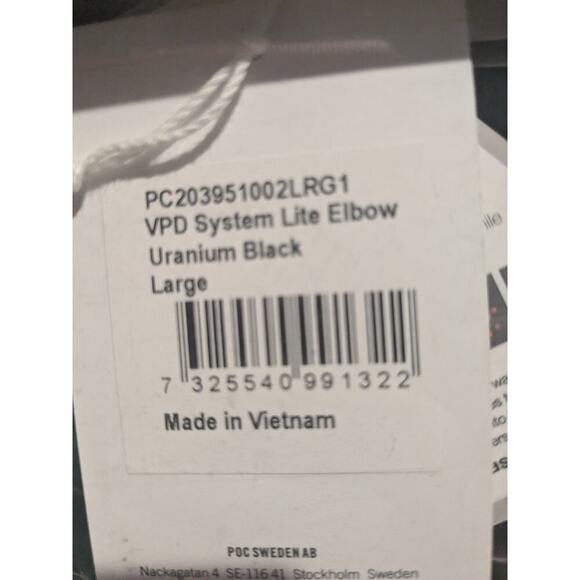 PC203951002LRG1
VPD System Lite Elbow
Uranium Black
Large
7 325540 991322
Made in Vietnam
POC SWEDEN AB
Nackagatan 4 SE-116 41 Stockholm Sweden